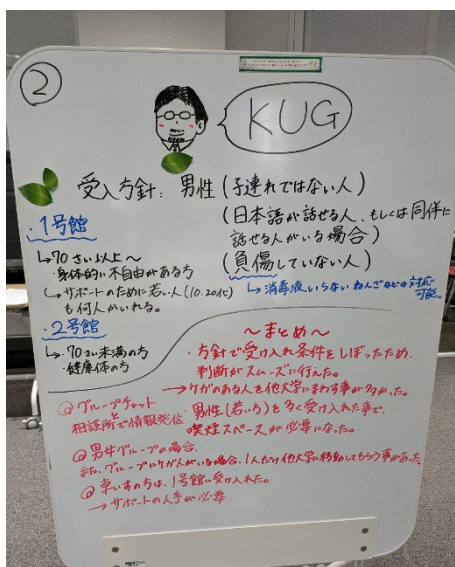 ②
KUG
受入方針: 男性(子連れではない人)
(日本語が話せる人、もしくは同伴に
話せる人がいる場合)
(負傷していない人)
↳消毒液いらないねんざなどは対応
可能。
・1号館
↳70さい以上〜
・身体的に不自由がある方
↳サポートのために若い人(10.20代)
も何人かいれる。
・2号館
↳・70さい未満の方
・健康体の方
〜まとめ〜
・方針で受け入れ条件をしぼったため、
判断がスムーズに行えた。
→ケガのある人を他大学にまわす事が多かった。
・男性(若い方)を多く受け入れた事で、
喫煙スペースが必要になった。
@グループチャット
と
相談所で情報発信
@男女グループの場合、
また、グループにケガ人がいる場合、1人だけ他大学に移動してもらう事があった。
@車いすの方は、1号館に受け入れた。
→サポートの人手が必要